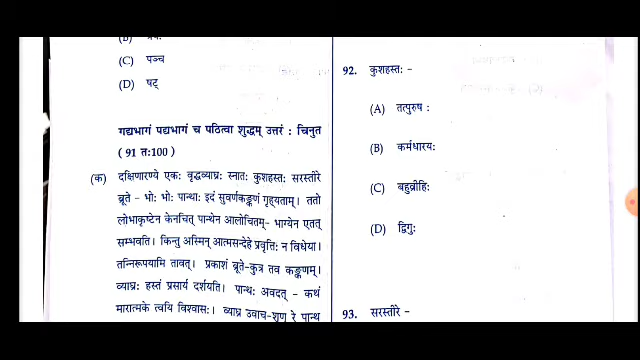 (B) त्रयः
(C) पञ्च
(D) षट्
गद्यभागं पद्यभागं च पठित्वा शुद्धम् उत्तरं : चिनुत
(91 तः100)
(क) दक्षिणारण्ये एकः वृद्धव्याघ्रः स्नातः कुशहस्तः सरस्तीरे
ब्रूते - भोः भोः पान्थाः इदं सुवर्णकङ्कणं गृह्यताम्। ततो
लोभाकृष्टेन केनचित् पान्थेन आलोचितम्- भाग्येन एतत्
सम्भवति। किन्तु अस्मिन् आत्मसन्देहे प्रवृत्तिः न विधेया।
तन्निरूपयामि तावत्। प्रकाशं ब्रूते-कुत्र तव कङ्कणम्।
व्याघ्रः हस्तं प्रसार्य दर्शयति। पान्थः अवदत् - कथं
मारात्मके त्वयि विश्वासः। व्याघ्र उवाच-शृणु रे पान्थ
92. कुशहस्तः -
(A) तत्पुरुष :
(B) कर्मधारयः
(C) बहुव्रीहिः
(D) द्विगुः
93. सरस्तीरे -